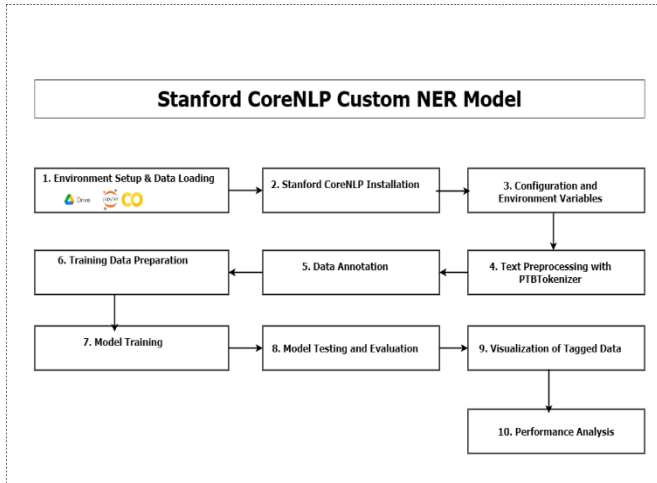 Stanford CoreNLP Custom NER Model
1. Environment Setup & Data Loading
Drive
jupyter
CO
2. Stanford CoreNLP Installation
3. Configuration and
Environment Variables
6. Training Data Preparation
5. Data Annotation
4. Text Preprocessing with
PTBTokenizer
7. Model Training
8. Model Testing and Evaluation
9. Visualization of Tagged Data
10. Performance Analysis